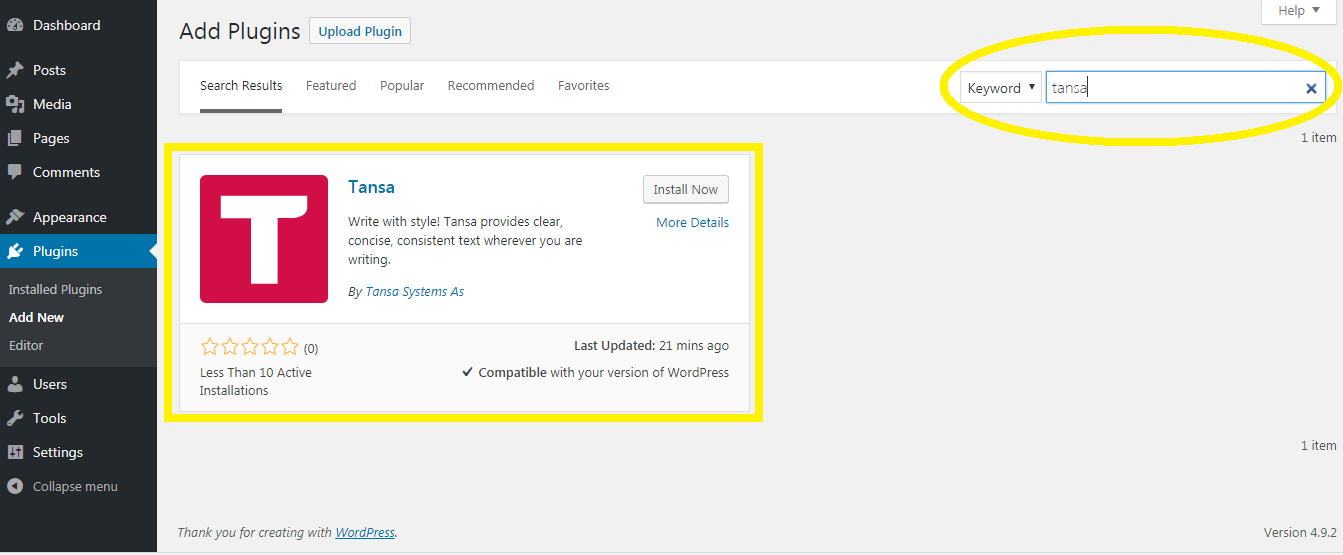 Help ▼
Dashboard
Posts
Media
Pages
Comments
Appearance
Plugins
Installed Plugins
Add New
Editor
Users
Tools
Settings
Collapse menu
Add Plugins Upload Plugin
Search Results Featured Popular Recommended Favorites
Keyword ▼ tansa ×
1 item
T
Tansa
Install Now
More Details
Write with style! Tansa provides clear,
concise, consistent text wherever you are
writing.
By Tansa Systems As
(0)
Less Than 10 Active
Installations
Last Updated: 21 mins ago
✔ Compatible with your version of WordPress
1 item
Thank you for creating with WordPress.
Version 4.9.2